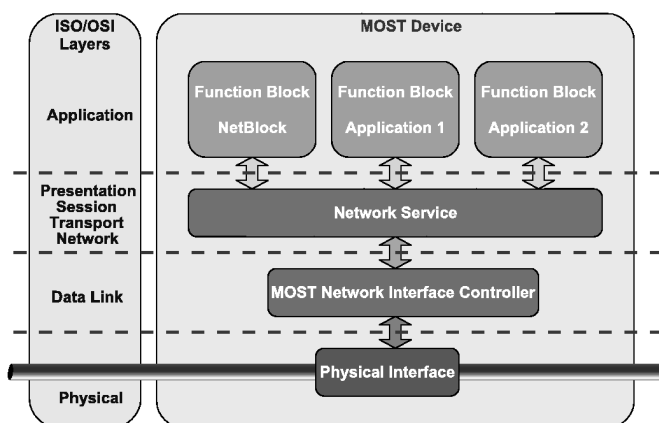 ISO/OSI
Layers
Application
Presentation
Session
Transport
Network
Data Link
Physical
MOST Device
Function Block
NetBlock
Function Block
Application 1
Function Block
Application 2
Network Service
MOST Network Interface Controller
Physical Interface